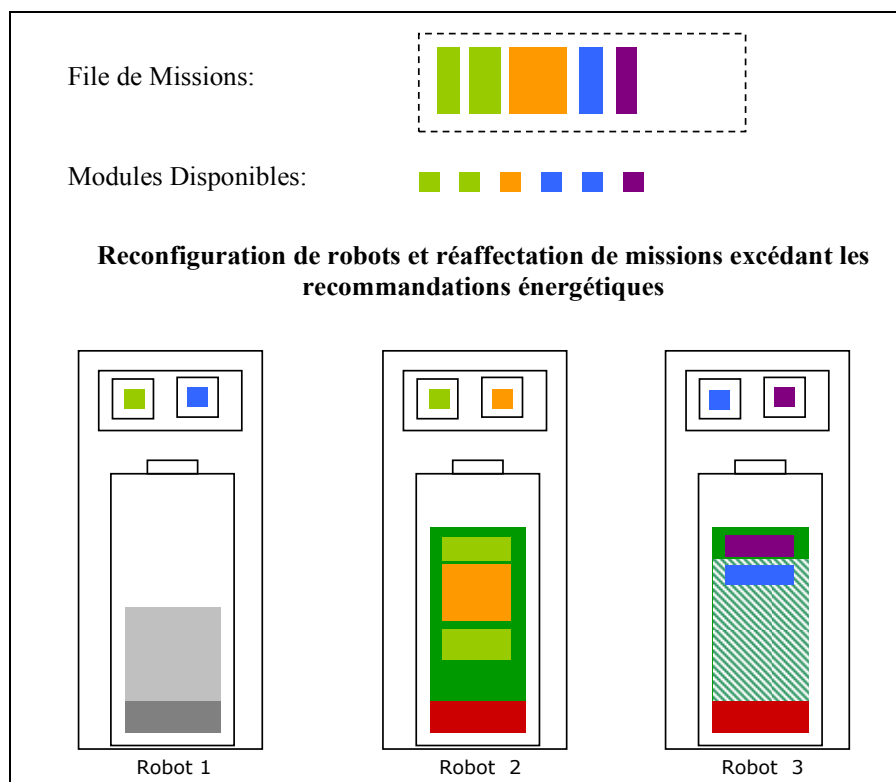 File de Missions:
Modules Disponibles:
Reconfiguration de robots et réaffectation de missions excédant les
recommandations énergétiques
Robot 1
Robot 2
Robot 3